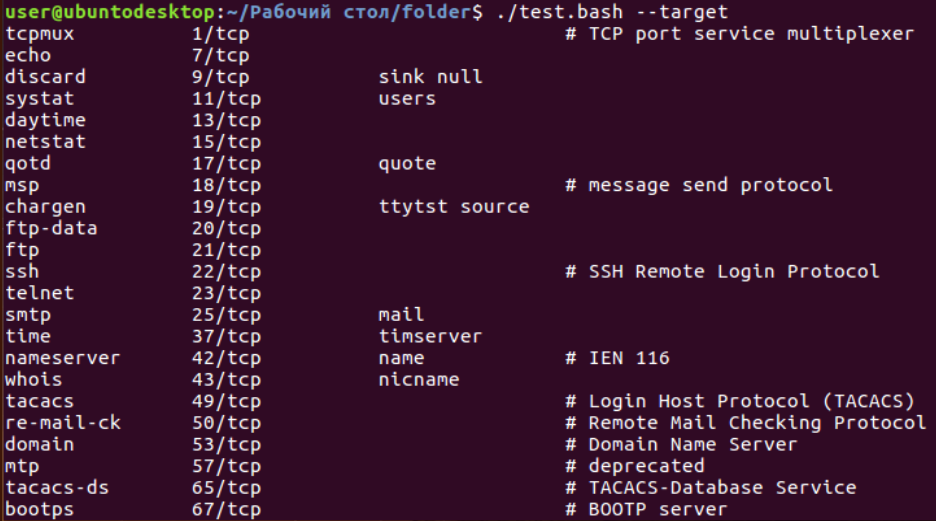 user@ubuntodesktop:~/Рабочий стол/folder$ ./test.bash --target
tcpmux 1/tcp # TCP port service multiplexer
echo 7/tcp
discard 9/tcp sink null
systat 11/tcp users
daytime 13/tcp
netstat 15/tcp
qotd 17/tcp quote
msp 18/tcp # message send protocol
chargen 19/tcp ttytst source
ftp-data 20/tcp
ftp 21/tcp
ssh 22/tcp # SSH Remote Login Protocol
telnet 23/tcp
smtp 25/tcp mail
time 37/tcp timserver
nameserver 42/tcp name # IEN 116
whois 43/tcp nicname
tacacs 49/tcp # Login Host Protocol (TACACS)
re-mail-ck 50/tcp # Remote Mail Checking Protocol
domain 53/tcp # Domain Name Server
mtp 57/tcp # deprecated
tacacs-ds 65/tcp # TACACS-Database Service
bootps 67/tcp # BOOTP server